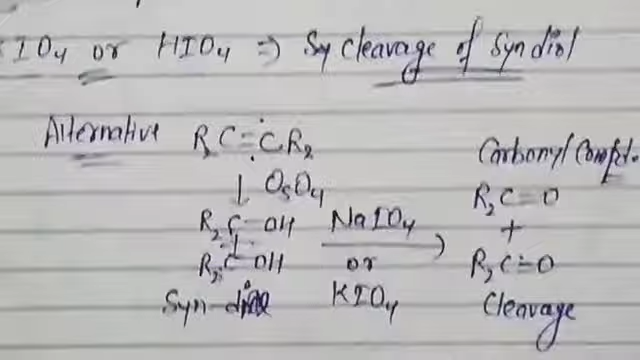 KIO4 or HIO4 ⇒ Sy cleavage of Syn diol
Alternative R2C=CR2
↓ OsO4
Carbonyl Compd.
R2C-OH NaIO4 R2C=O
or +
R2C-OH KIO4 R2C=O
Syn-diol Cleavage